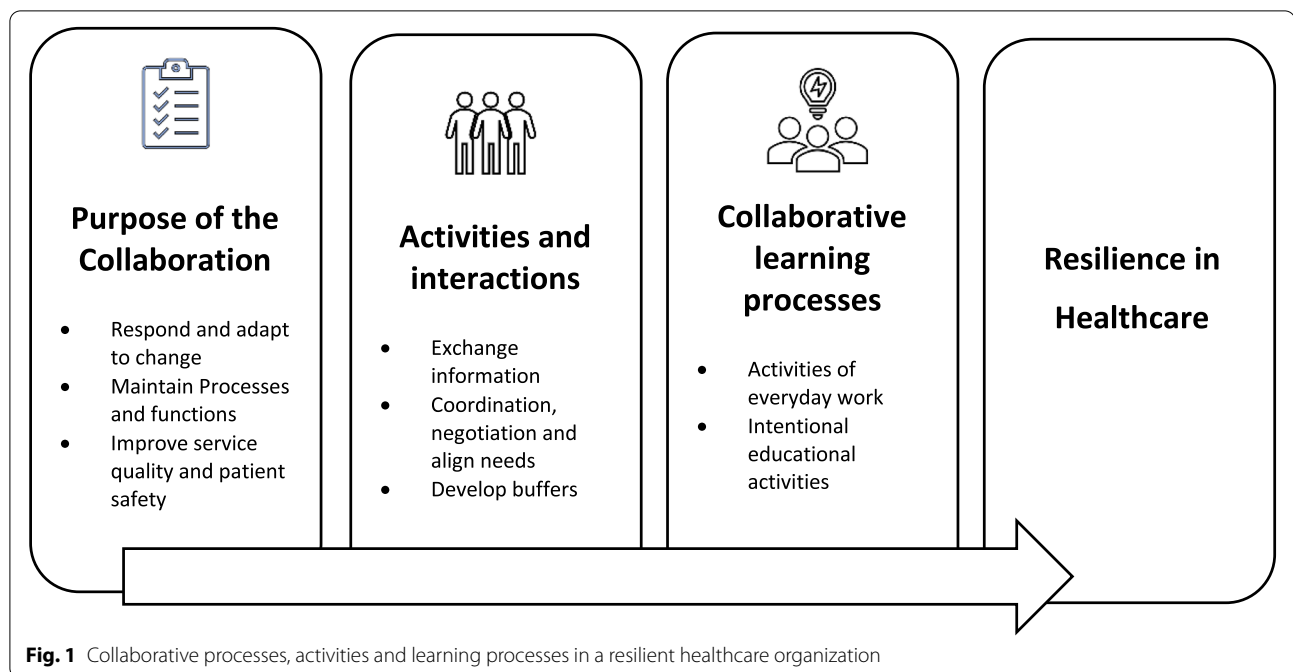 Purpose of the
Collaboration
• Respond and adapt
to change
• Maintain Processes
and functions
• Improve service
quality and patient
safety
Activities and
interactions
• Exchange
information
• Coordination,
negotiation and
align needs
• Develop buffers
Collaborative
learning
processes
• Activities of
everyday work
• Intentional
educational
activities
Resilience in
Healthcare
Fig. 1 Collaborative processes, activities and learning processes in a resilient healthcare organization